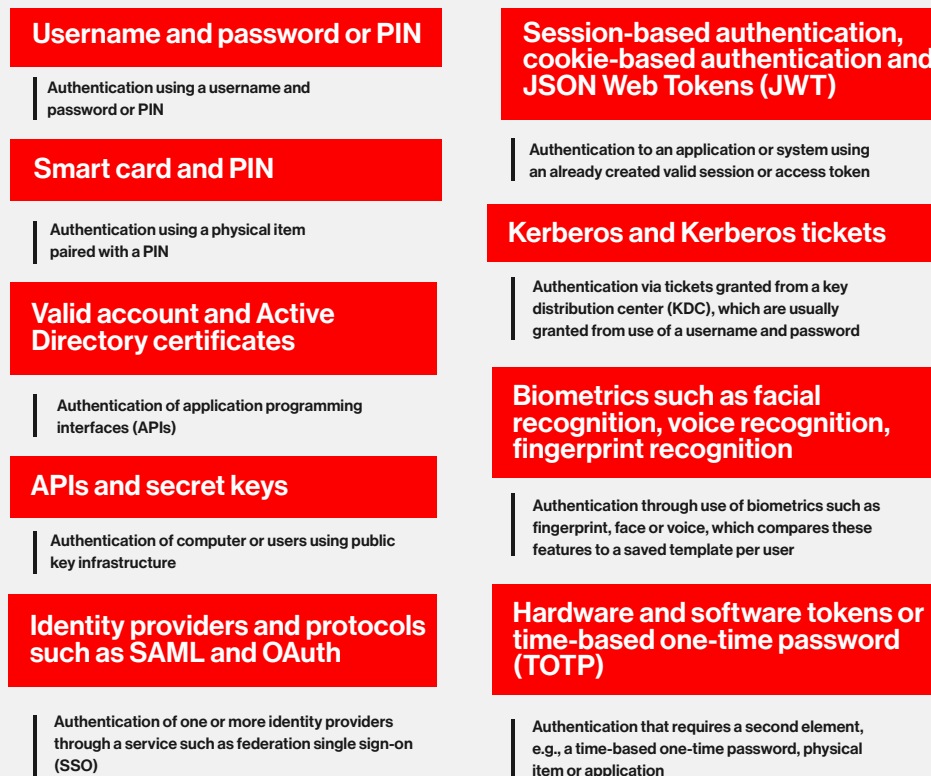 Username and password or PIN
Authentication using a username and
password or PIN
Smart card and PIN
Authentication using a physical item
paired with a PIN
Valid account and Active
Directory certificates
Authentication of application programming
interfaces (APIs)
APIs and secret keys
Authentication of computer or users using public
key infrastructure
Identity providers and protocols
such as SAML and OAuth
Authentication of one or more identity providers
through a service such as federation single sign-on
(SSO)
Session-based authentication,
cookie-based authentication and
JSON Web Tokens (JWT)
Authentication to an application or system using
an already created valid session or access token
Kerberos and Kerberos tickets
Authentication via tickets granted from a key
distribution center (KDC), which are usually
granted from use of a username and password
Biometrics such as facial
recognition, voice recognition,
fingerprint recognition
Authentication through use of biometrics such as
fingerprint, face or voice, which compares these
features to a saved template per user
Hardware and software tokens or
time-based one-time password
(TOTP)
Authentication that requires a second element,
e.g., a time-based one-time password, physical
item or application